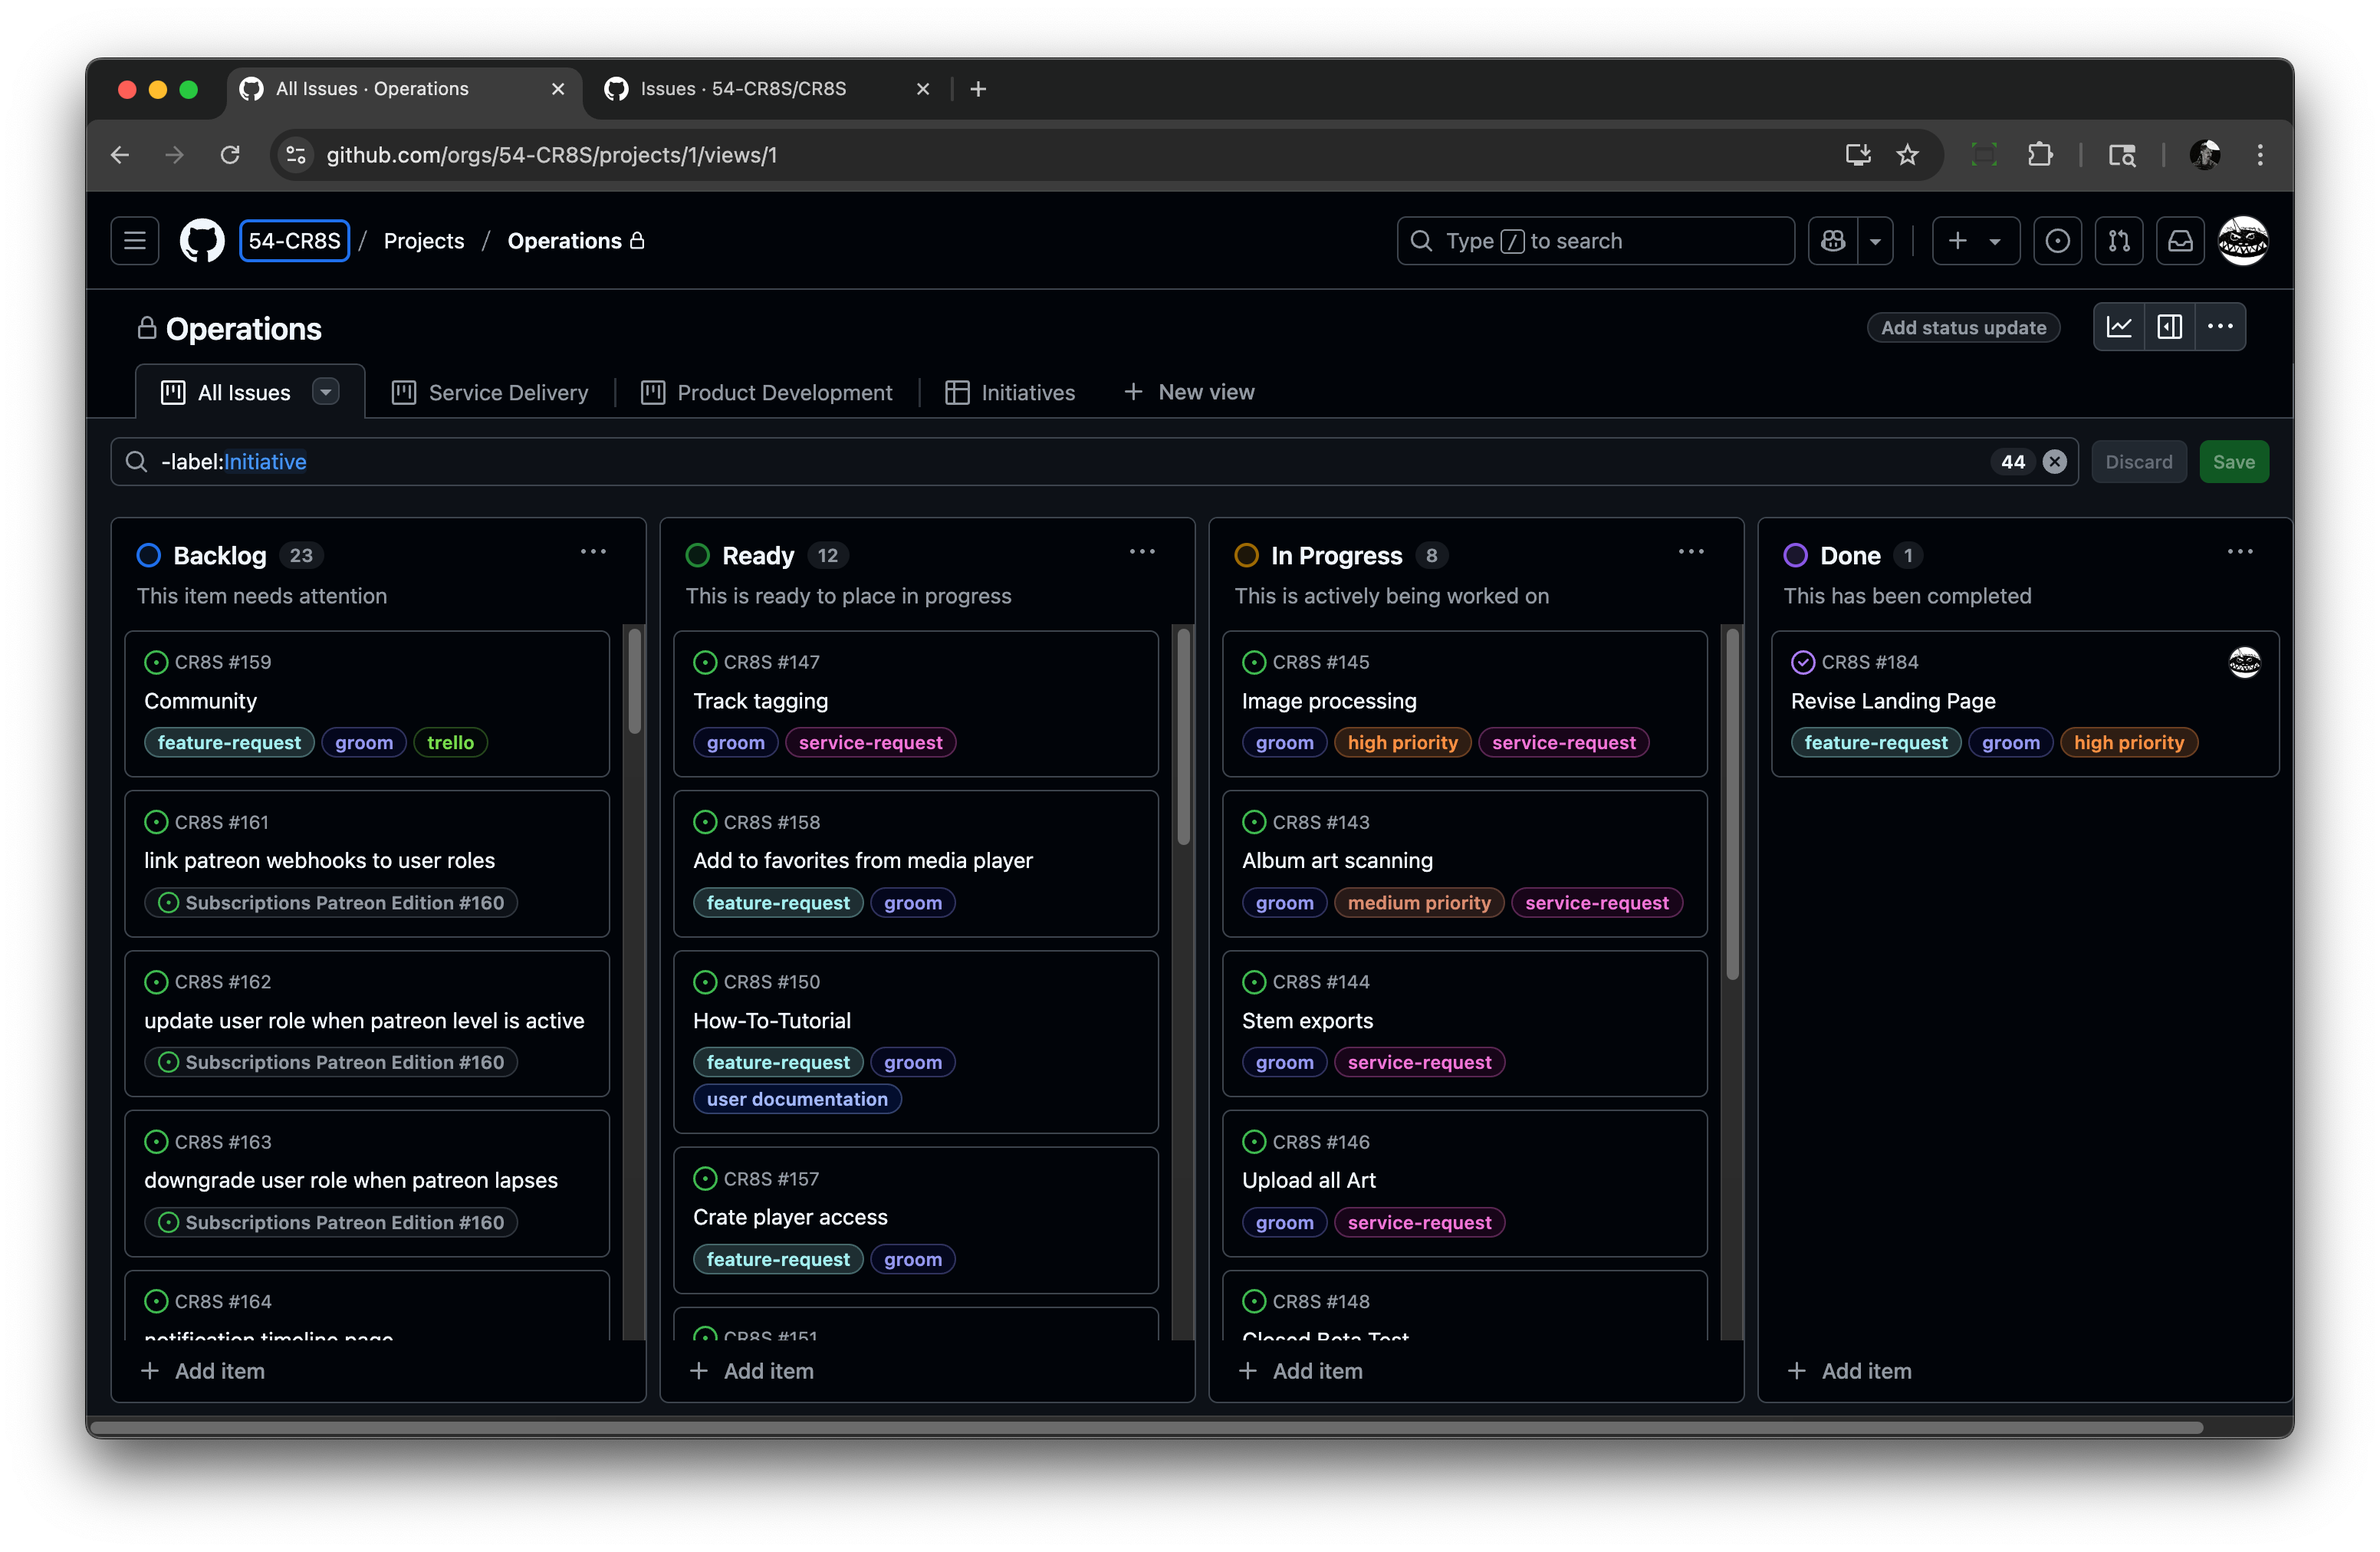 All Issues · Operations
Issues · 54-CR8S/CR8S
github.com/orgs/54-CR8S/projects/1/views/1
54-CR8S / Projects / Operations
Type / to search
Operations
Add status update
All Issues
Service Delivery
Product Development
Initiatives
New view
-label:Initiative
44
Discard
Save
Backlog 23
This item needs attention
CR8S #159
Community
feature-request groom trello
CR8S #161
link patreon webhooks to user roles
Subscriptions Patreon Edition #160
CR8S #162
update user role when patreon level is active
Subscriptions Patreon Edition #160
CR8S #163
downgrade user role when patreon lapses
Subscriptions Patreon Edition #160
CR8S #164
notification timeline page
Add item
Ready 12
This is ready to place in progress
CR8S #147
Track tagging
groom service-request
CR8S #158
Add to favorites from media player
feature-request groom
CR8S #150
How-To-Tutorial
feature-request groom
user documentation
CR8S #157
Crate player access
feature-request groom
CR8S #151
Add item
In Progress 8
This is actively being worked on
CR8S #145
Image processing
groom high priority service-request
CR8S #143
Album art scanning
groom medium priority service-request
CR8S #144
Stem exports
groom service-request
CR8S #146
Upload all Art
groom service-request
CR8S #148
Closed Beta Test
Add item
Done 1
This has been completed
CR8S #184
Revise Landing Page
feature-request groom high priority
Add item